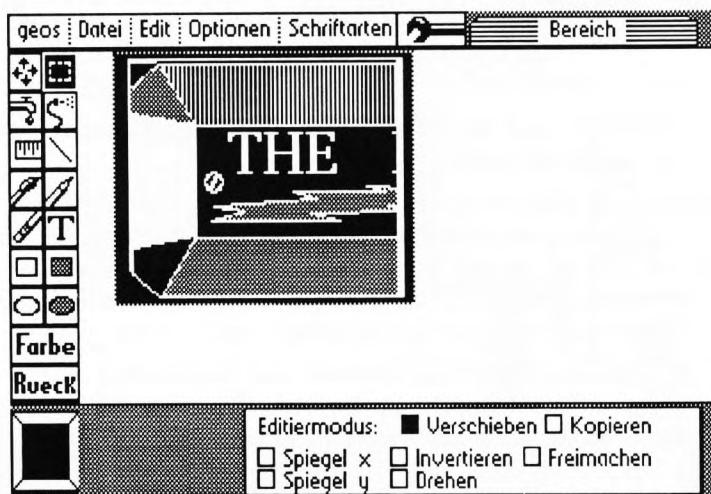 geos Datei Edit Optionen Schriftarten Bereich
THE
T
Farbe
Rueck
Editiermodus: Verschieben Kopieren
Spiegel x Invertieren Freimachen
Spiegel y Drehen